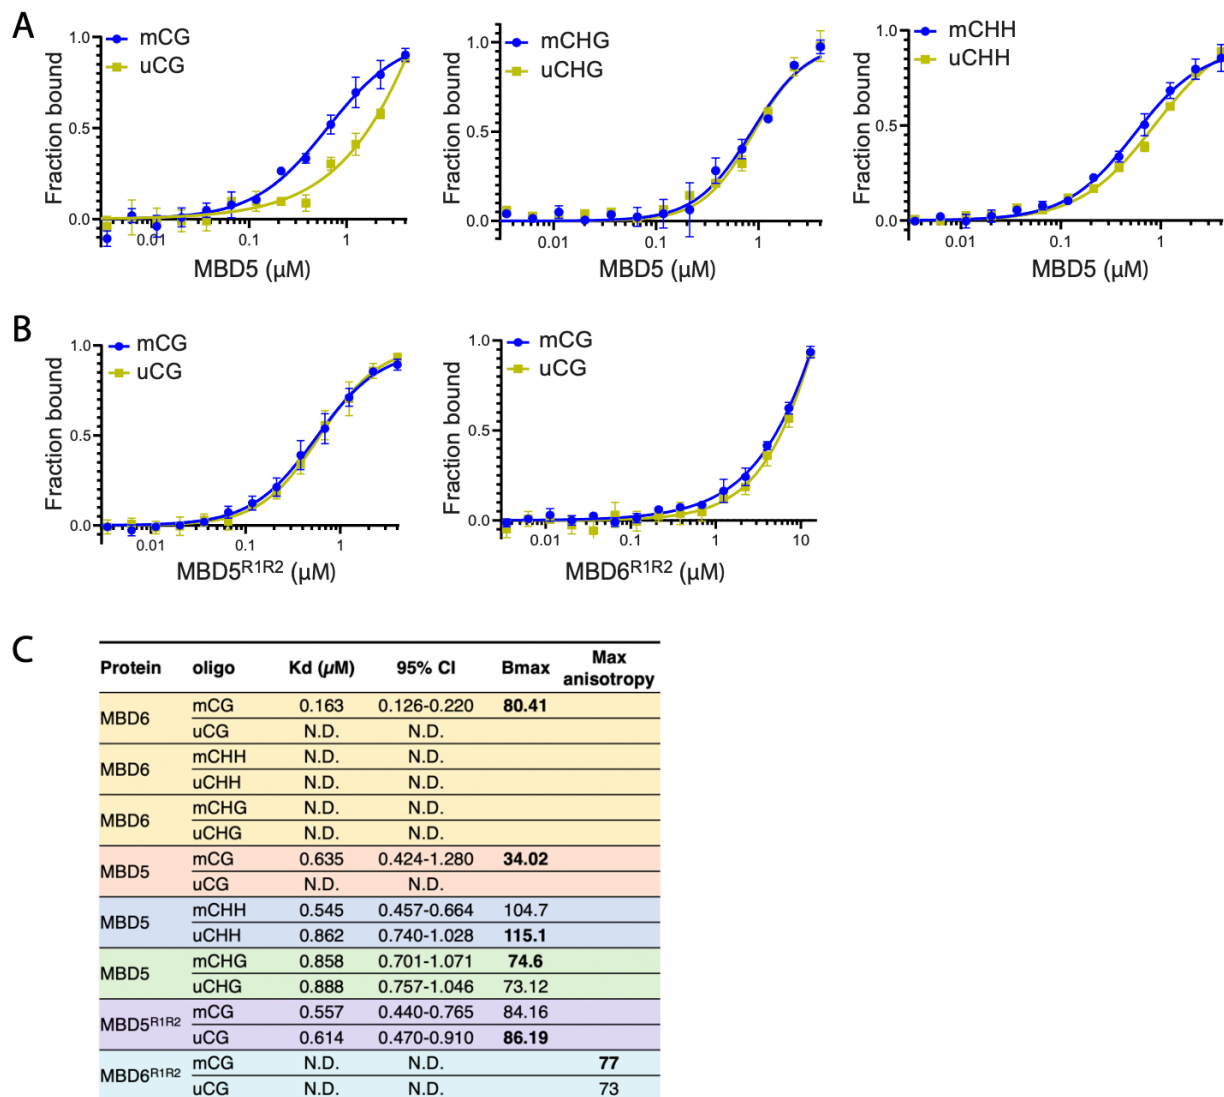 A
mCG
uCG
Fraction bound
1.0
0.5
0.0
0.01 0.1 1
MBD5 (µM)
mCHG
uCHG
Fraction bound
1.0
0.5
0.0
0.01 0.1 1
MBD5 (µM)
mCHH
uCHH
Fraction bound
1.0
0.5
0.0
0.01 0.1 1
MBD5 (µM)
B
mCG
uCG
Fraction bound
1.0
0.5
0.0
0.01 0.1 1
MBD5R1R2 (µM)
mCG
uCG
Fraction bound
1.0
0.5
0.0
0.01 0.1 1 10
MBD6R1R2 (µM)
C
Protein oligo Kd (µM) 95% CI Bmax Max anisotropy
MBD6 mCG 0.163 0.126-0.220 80.41
uCG N.D. N.D.
MBD6 mCHH N.D. N.D.
uCHH N.D. N.D.
MBD6 mCHG N.D. N.D.
uCHG N.D. N.D.
MBD5 mCG 0.635 0.424-1.280 34.02
uCG N.D. N.D.
MBD5 mCHH 0.545 0.457-0.664 104.7
uCHH 0.862 0.740-1.028 115.1
MBD5 mCHG 0.858 0.701-1.071 74.6
uCHG 0.888 0.757-1.046 73.12
MBD5R1R2 mCG 0.557 0.440-0.765 84.16
uCG 0.614 0.470-0.910 86.19
MBD6R1R2 mCG N.D. N.D. 77
uCG N.D. N.D. 73